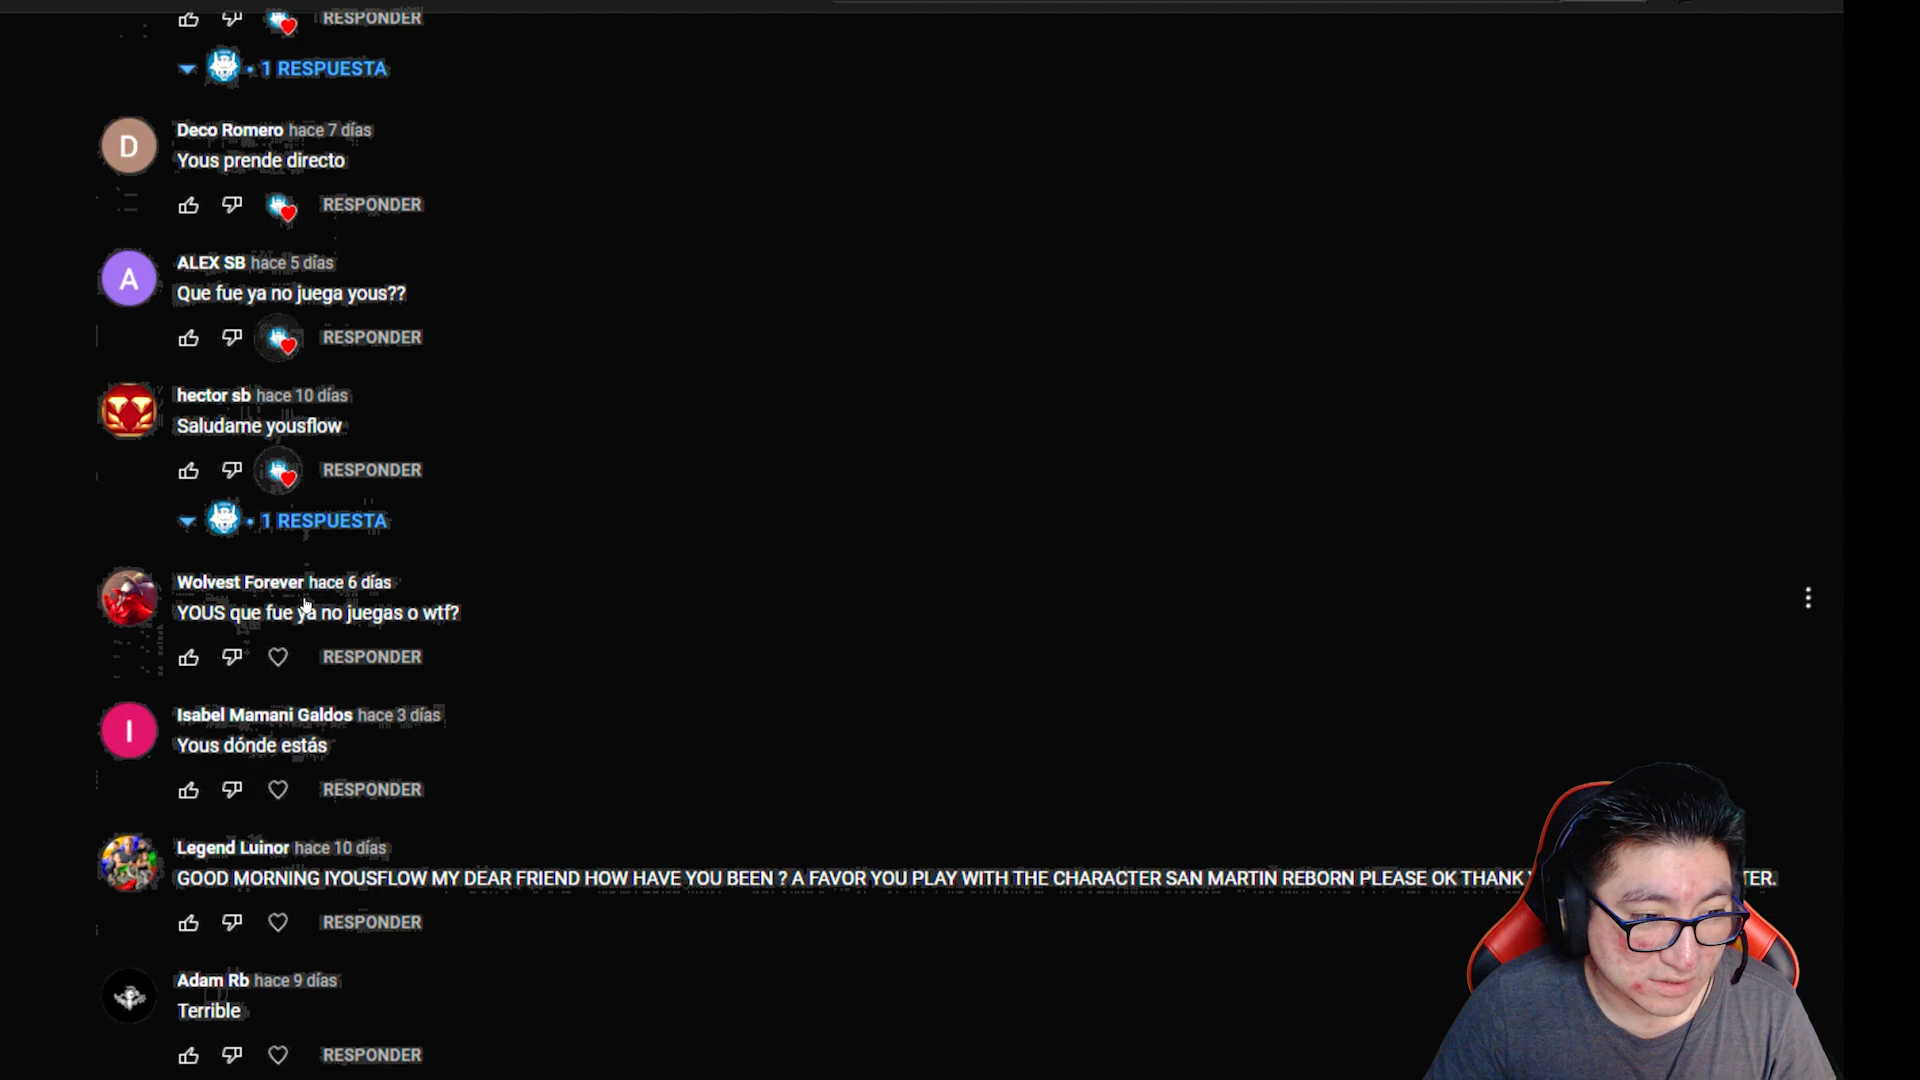 RESPONDER
• 1 RESPUESTA
Deco Romero hace 7 días
D
Yous prende directo
RESPONDER
ALEX SB hace 5 días
A
Que fue ya no juega yous??
RESPONDER
hector sb hace 10 días
Saludame yousflow
RESPONDER
• 1 RESPUESTA
Wolvest Forever hace 6 días
YOUS que fue ya no juegas o wtf?
RESPONDER
Isabel Mamani Galdos hace 3 días
I
Yous dónde estás
RESPONDER
Legend Luinor hace 10 días
GOOD MORNING IYOUSFLOW MY DEAR FRIEND HOW HAVE YOU BEEN ? A FAVOR YOU PLAY WITH THE CHARACTER SAN MARTIN REBORN PLEASE OK THANK
RESPONDER
Adam Rb hace 9 días
Terrible
RESPONDER